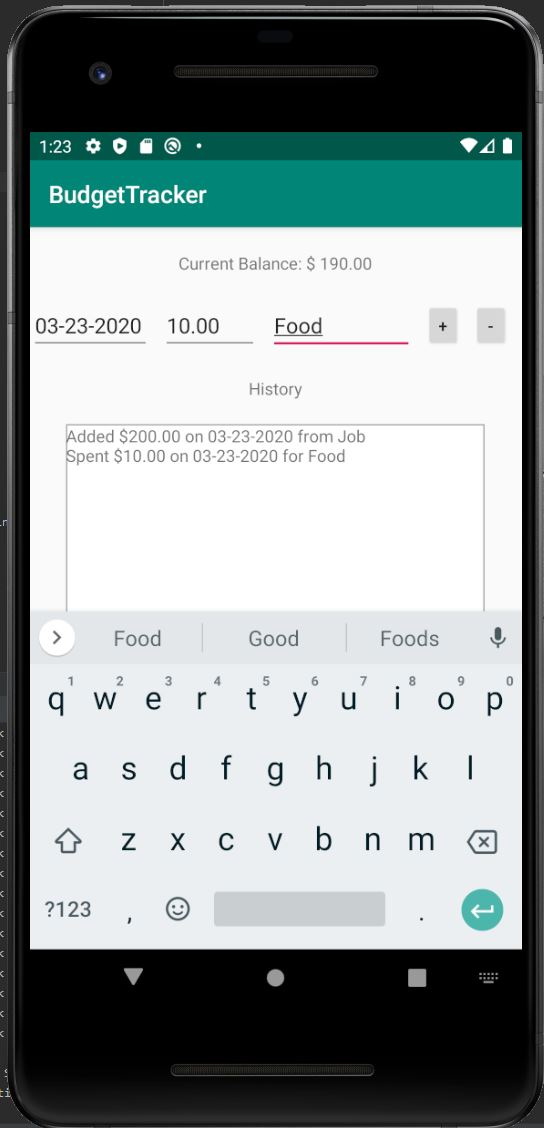 1:23
BudgetTracker
Current Balance: $ 190.00
03-23-2020 10.00 Food + -
History
Added $200.00 on 03-23-2020 from Job
Spent $10.00 on 03-23-2020 for Food
Food Good Foods
1 2 3 4 5 6 7 8 9 0
q w e r t y u i o p
a s d f g h j k l
z x c v b n m
?123 , .